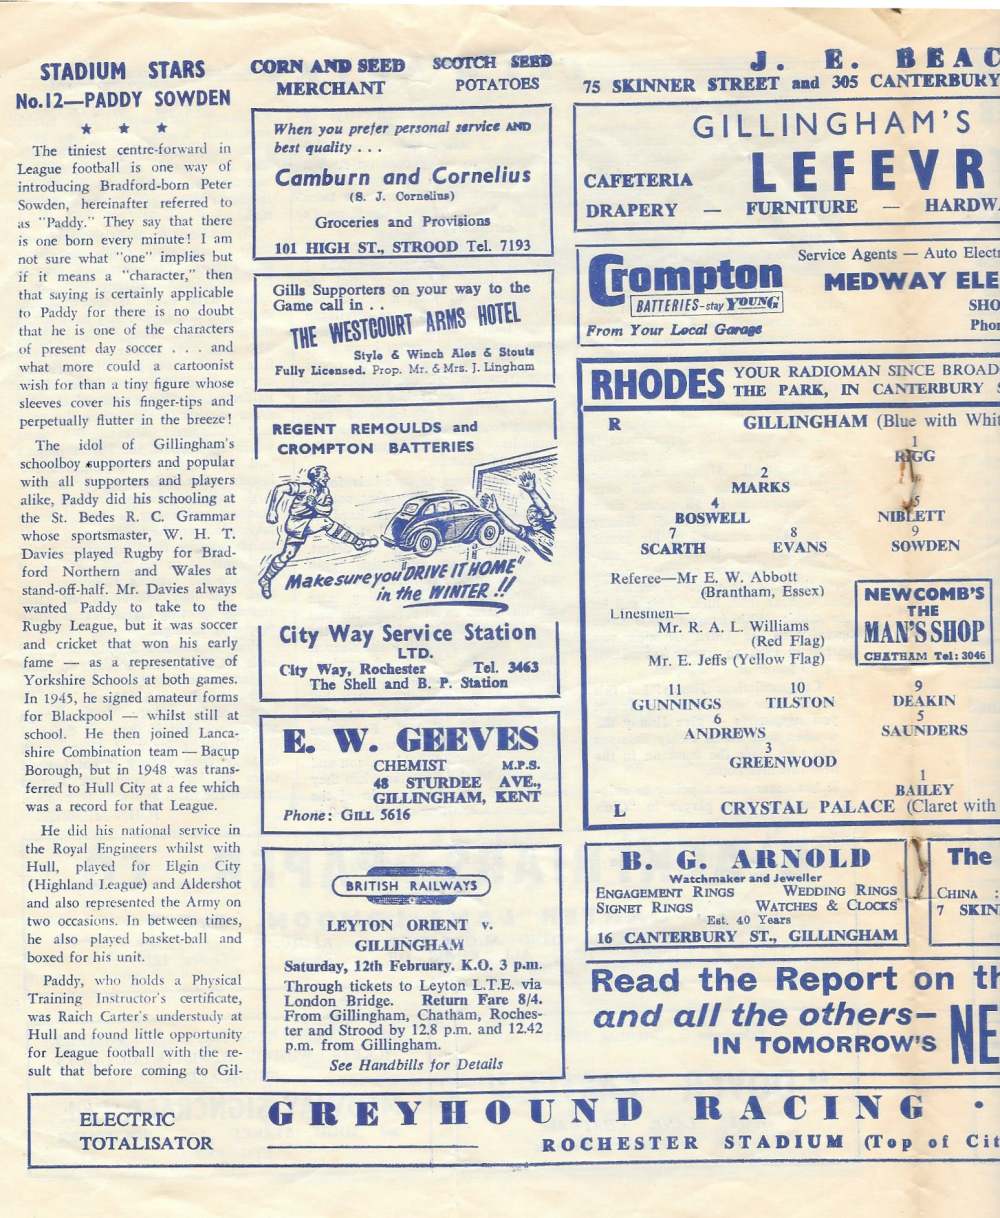 STADIUM STARS
No.12—PADDY SOWDEN
★ ★ ★
The tiniest centre-forward in
League football is one way of
introducing Bradford-born Peter
Sowden, hereinafter referred to
as "Paddy." They say that there
is one born every minute! I am
not sure what "one" implies but
if it means a "character," then
that saying is certainly applicable
to Paddy for there is no doubt
that he is one of the characters
of present day soccer . . . and
what more could a cartoonist
wish for than a tiny figure whose
sleeves cover his finger-tips and
perpetually flutter in the breeze!
The idol of Gillingham's
schoolboy supporters and popular
with all supporters and players
alike, Paddy did his schooling at
the St. Bedes R. C. Grammar
whose sportsmaster, W. H. T.
Davies played Rugby for Brad-
ford Northern and Wales at
stand-off-half. Mr. Davies always
wanted Paddy to take to the
Rugby League, but it was soccer
and cricket that won his early
fame — as a representative of
Yorkshire Schools at both games.
In 1945, he signed amateur forms
for Blackpool — whilst still at
school. He then joined Lanca-
shire Combination team — Bacup
Borough, but in 1948 was trans-
ferred to Hull City at a fee which
was a record for that League.
He did his national service in
the Royal Engineers whilst with
Hull, played for Elgin City
(Highland League) and Aldershot
and also represented the Army on
two occasions. In between times,
he also played basket-ball and
boxed for his unit.
Paddy, who holds a Physical
Training Instructor's certificate,
was Raich Carter's understudy at
Hull and found little opportunity
for League football with the re-
sult that before coming to Gil-
CORN AND SEED SCOTCH SEED
MERCHANT POTATOES
When you prefer personal service AND
best quality . . .
Camburn and Cornelius
(S. J. Cornelius)
Groceries and Provisions
101 HIGH ST., STROOD Tel. 7193
Gills Supporters on your way to the
Game call in . .
THE WESTCOURT ARMS HOTEL
Style & Winch Ales & Stouts
Fully Licensed. Prop. Mr. & Mrs. J. Lingham
REGENT REMOULDS and
CROMPTON BATTERIES
Make sure you "DRIVE IT HOME"
in the WINTER !!
City Way Service Station
LTD.
City Way, Rochester Tel. 3463
The Shell and B. P. Station
E. W. GEEVES
CHEMIST M.P.S.
48 STURDEE AVE.,
GILLINGHAM, KENT
Phone: GILL 5616
BRITISH RAILWAYS
LEYTON ORIENT v.
GILLINGHAM
Saturday, 12th February. K.O. 3 p.m.
Through tickets to Leyton L.T.E. via
London Bridge. Return Fare 8/4.
From Gillingham, Chatham, Roches-
ter and Strood by 12.8 p.m. and 12.42
p.m. from Gillingham.
See Handbills for Details
J. E. BEAC
75 SKINNER STREET and 305 CANTERBURY
GILLINGHAM'S
CAFETERIA LEFEVR
DRAPERY — FURNITURE — HARDWA
Crompton
BATTERIES-stay YOUNG
From Your Local Garage
Service Agents — Auto Electr
MEDWAY ELE
SHO
Phon
RHODES YOUR RADIOMAN SINCE BROAD
THE PARK, IN CANTERBURY S
R GILLINGHAM (Blue with Whit
1
RIGG
2
MARKS
4 5
BOSWELL NIBLETT
7 8 9
SCARTH EVANS SOWDEN
Referee—Mr E. W. Abbott
(Brantham, Essex)
Linesmen—
Mr. R. A. L. Williams
(Red Flag)
Mr. E. Jeffs (Yellow Flag)
NEWCOMB'S
THE
MAN'S SHOP
CHATHAM Tel: 3046
11 10 9
GUNNINGS TILSTON DEAKIN
6 5
ANDREWS SAUNDERS
3
GREENWOOD
1
BAILEY
L CRYSTAL PALACE (Claret with
B. G. ARNOLD
Watchmaker and Jeweller
ENGAGEMENT RINGS WEDDING RINGS
SIGNET RINGS WATCHES & CLOCKS
Est. 40 Years
16 CANTERBURY ST., GILLINGHAM
The
CHINA :
7 SKIN
Read the Report on th
and all the others—
IN TOMORROW'S NE
ELECTRIC
TOTALISATOR
GREYHOUND RACING ·
ROCHESTER STADIUM (Top of Cit